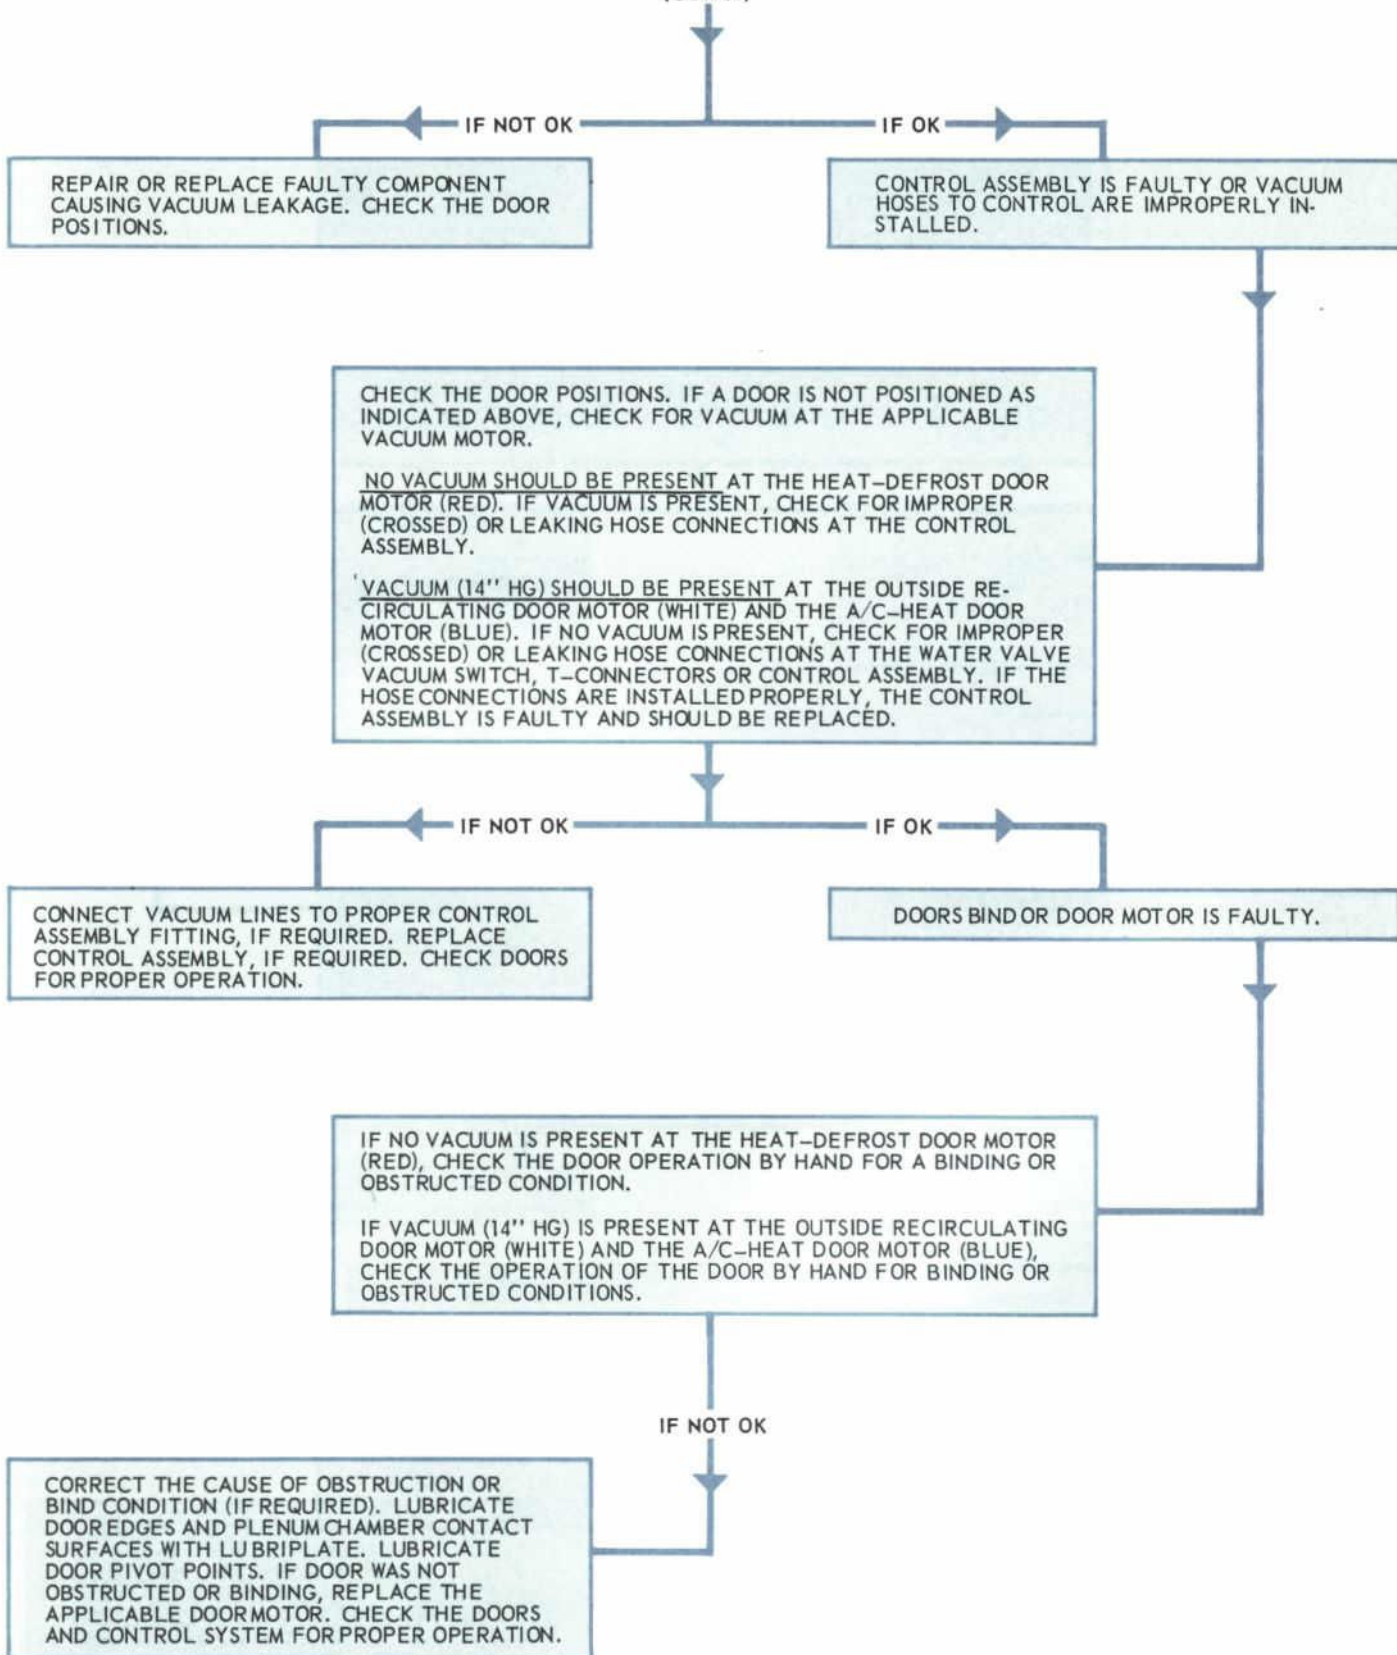 IF NOT OK
IF OK
REPAIR OR REPLACE FAULTY COMPONENT
CAUSING VACUUM LEAKAGE. CHECK THE DOOR
POSITIONS.
CONTROL ASSEMBLY IS FAULTY OR VACUUM
HOSES TO CONTROL ARE IMPROPERLY IN-
STALLED.
CHECK THE DOOR POSITIONS. IF A DOOR IS NOT POSITIONED AS
INDICATED ABOVE, CHECK FOR VACUUM AT THE APPLICABLE
VACUUM MOTOR.
NO VACUUM SHOULD BE PRESENT AT THE HEAT-DEFROST DOOR
MOTOR (RED). IF VACUUM IS PRESENT, CHECK FOR IMPROPER
(CROSSED) OR LEAKING HOSE CONNECTIONS AT THE CONTROL
ASSEMBLY.
VACUUM (14'' HG) SHOULD BE PRESENT AT THE OUTSIDE RE-
CIRCULATING DOOR MOTOR (WHITE) AND THE A/C-HEAT DOOR
MOTOR (BLUE). IF NO VACUUM IS PRESENT, CHECK FOR IMPROPER
(CROSSED) OR LEAKING HOSE CONNECTIONS AT THE WATER VALVE
VACUUM SWITCH, T-CONNECTORS OR CONTROL ASSEMBLY. IF THE
HOSE CONNECTIONS ARE INSTALLED PROPERLY, THE CONTROL
ASSEMBLY IS FAULTY AND SHOULD BE REPLACED.
IF NOT OK
IF OK
CONNECT VACUUM LINES TO PROPER CONTROL
ASSEMBLY FITTING, IF REQUIRED. REPLACE
CONTROL ASSEMBLY, IF REQUIRED. CHECK DOORS
FOR PROPER OPERATION.
DOORS BIND OR DOOR MOTOR IS FAULTY.
IF NO VACUUM IS PRESENT AT THE HEAT-DEFROST DOOR MOTOR
(RED), CHECK THE DOOR OPERATION BY HAND FOR A BINDING OR
OBSTRUCTED CONDITION.
IF VACUUM (14'' HG) IS PRESENT AT THE OUTSIDE RECIRCULATING
DOOR MOTOR (WHITE) AND THE A/C-HEAT DOOR MOTOR (BLUE),
CHECK THE OPERATION OF THE DOOR BY HAND FOR BINDING OR
OBSTRUCTED CONDITIONS.
IF NOT OK
CORRECT THE CAUSE OF OBSTRUCTION OR
BIND CONDITION (IF REQUIRED). LUBRICATE
DOOR EDGES AND PLENUM CHAMBER CONTACT
SURFACES WITH LUBRIPLATE. LUBRICATE
DOOR PIVOT POINTS. IF DOOR WAS NOT
OBSTRUCTED OR BINDING, REPLACE THE
APPLICABLE DOOR MOTOR. CHECK THE DOORS
AND CONTROL SYSTEM FOR PROPER OPERATION.